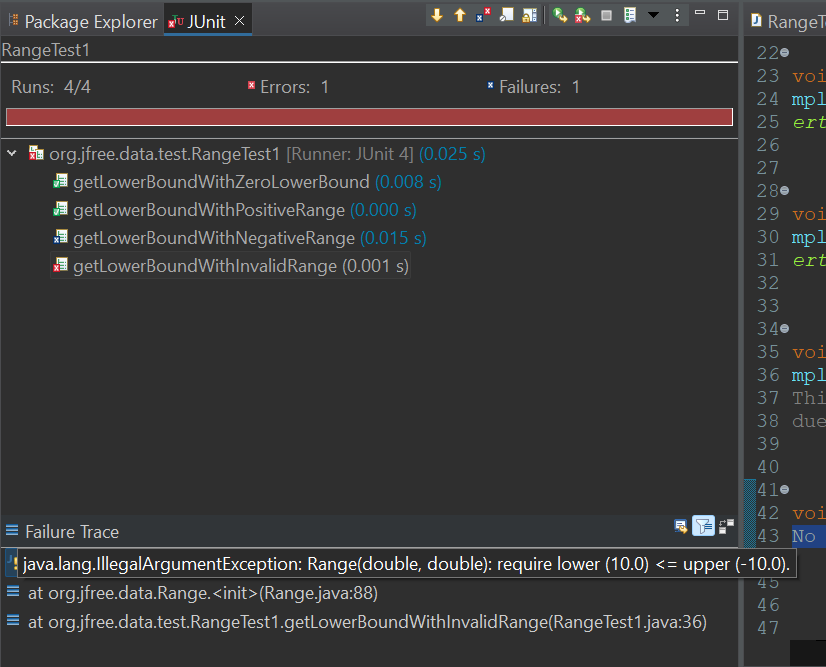 Package Explorer
JUnit
RangeTest1
Runs: 4/4
Errors: 1
Failures: 1
org.jfree.data.test.RangeTest1 [Runner: JUnit 4] (0.025 s)
getLowerBoundWithZeroLowerBound (0.008 s)
getLowerBoundWithPositiveRange (0.000 s)
getLowerBoundWithNegativeRange (0.015 s)
getLowerBoundWithInvalidRange (0.001 s)
Failure Trace
java.lang.IllegalArgumentException: Range(double, double): require lower (10.0) <= upper (-10.0).
at org.jfree.data.Range.<init>(Range.java:88)
at org.jfree.data.test.RangeTest1.getLowerBoundWithInvalidRange(RangeTest1.java:36)
RangeT
22
23 voi
24 mpl
25 ert
26
27
28
29 voi
30 mpl
31 ert
32
33
34
35 voi
36 mpl
37 Thi
38 due
39
40
41
42 voi
43 No
45
46
47